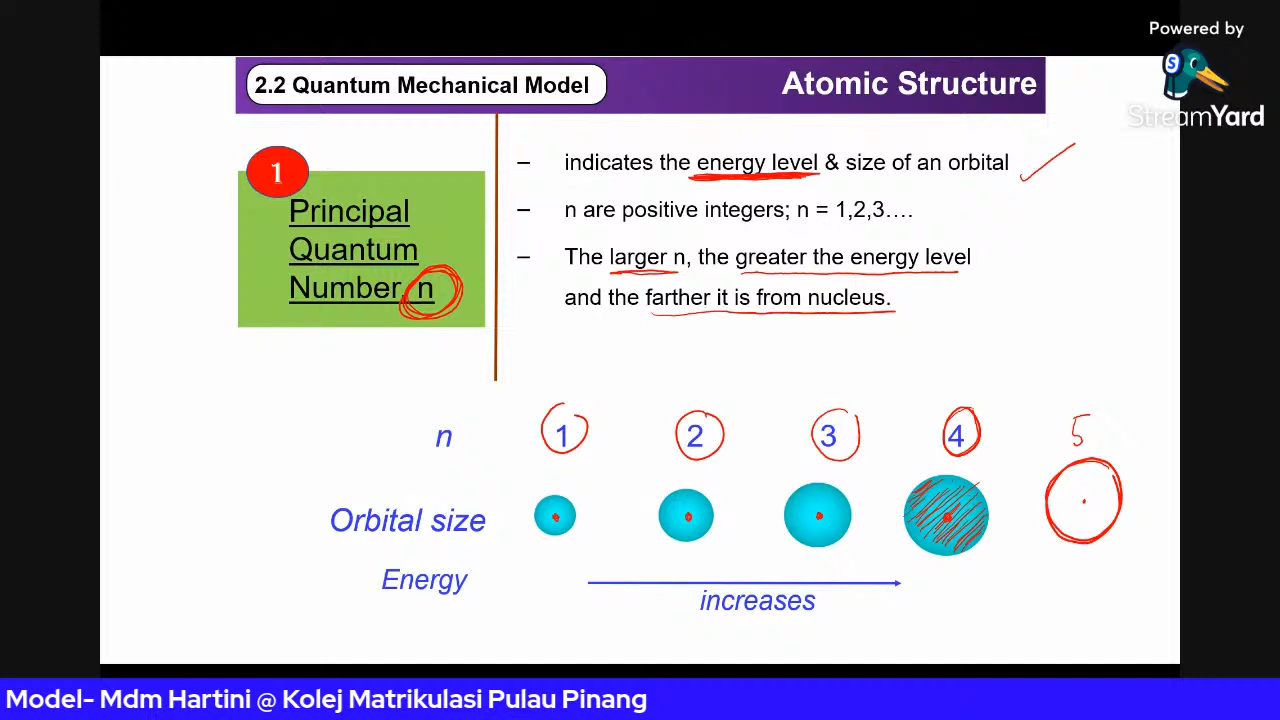 Powered by
StreamYard
2.2 Quantum Mechanical Model
Atomic Structure
1
Principal
Quantum
Number, n
– indicates the energy level & size of an orbital
– n are positive integers; n = 1,2,3….
– The larger n, the greater the energy level
and the farther it is from nucleus.
n 1 2 3 4 5
Orbital size
Energy
increases
Model- Mdm Hartini @ Kolej Matrikulasi Pulau Pinang